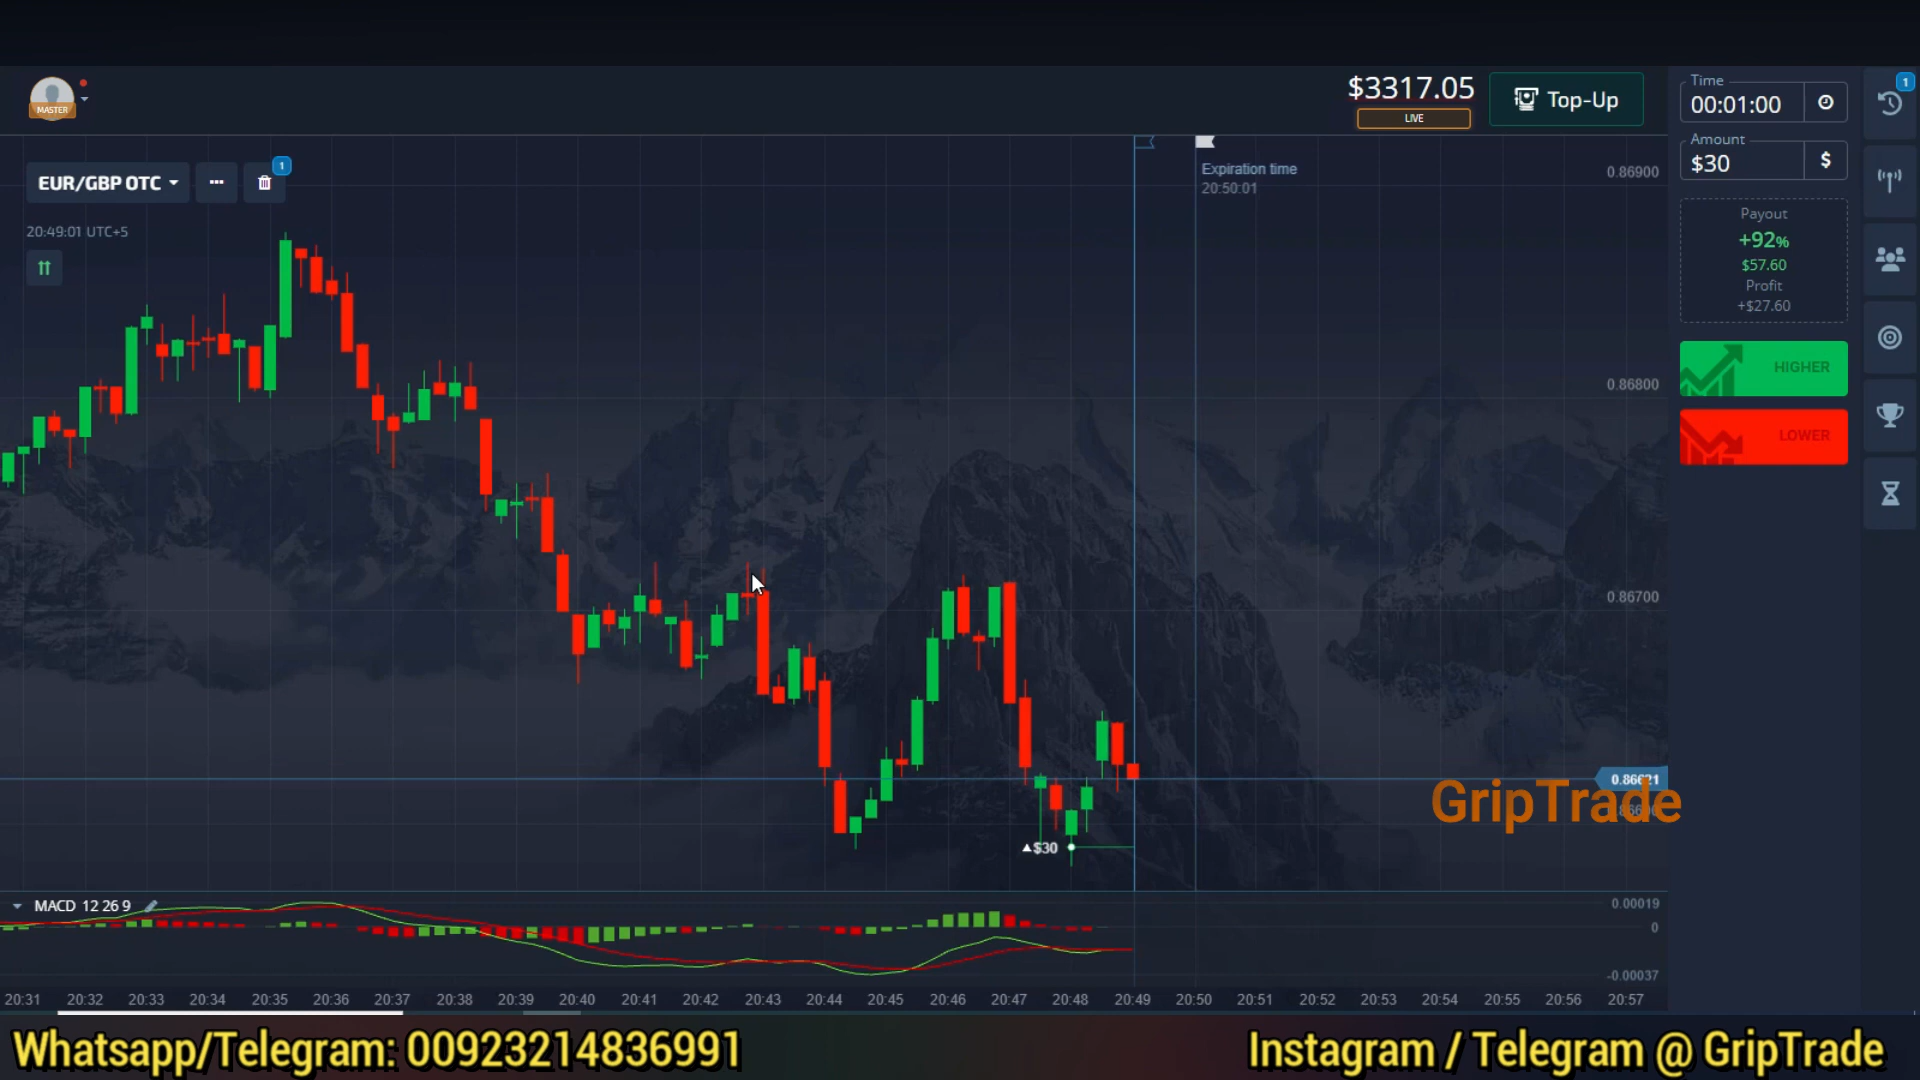 MASTER
$3317.05
LIVE
Top-Up
Time
00:01:00
1
Amount
$30
$
EUR/GBP OTC
1
Expiration time
20:50:01
20:49:01 UTC+5
Payout
+92%
$57.60
Profit
+$27.60
HIGHER
LOWER
0.86900
0.86800
0.86700
0.86621
GripTrade
▲$30
MACD 12 26 9
0.00019
0
-0.00037
20:31 20:32 20:33 20:34 20:35 20:36 20:37 20:38 20:39 20:40 20:41 20:42 20:43 20:44 20:45 20:46 20:47 20:48 20:49 20:50 20:51 20:52 20:53 20:54 20:55 20:56 20:57
Whatsapp/Telegram: 00923214836991
Instagram / Telegram @ GripTrade